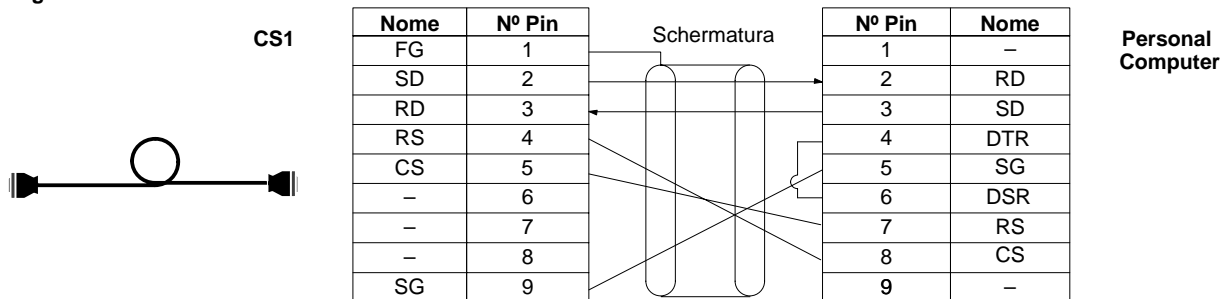 CS1
Nome Nº Pin
FG 1
SD 2
RD 3
RS 4
CS 5
– 6
– 7
– 8
SG 9
Schermatura
Nº Pin Nome
1 –
2 RD
3 SD
4 DTR
5 SG
6 DSR
7 RS
8 CS
9 –
Personal
Computer